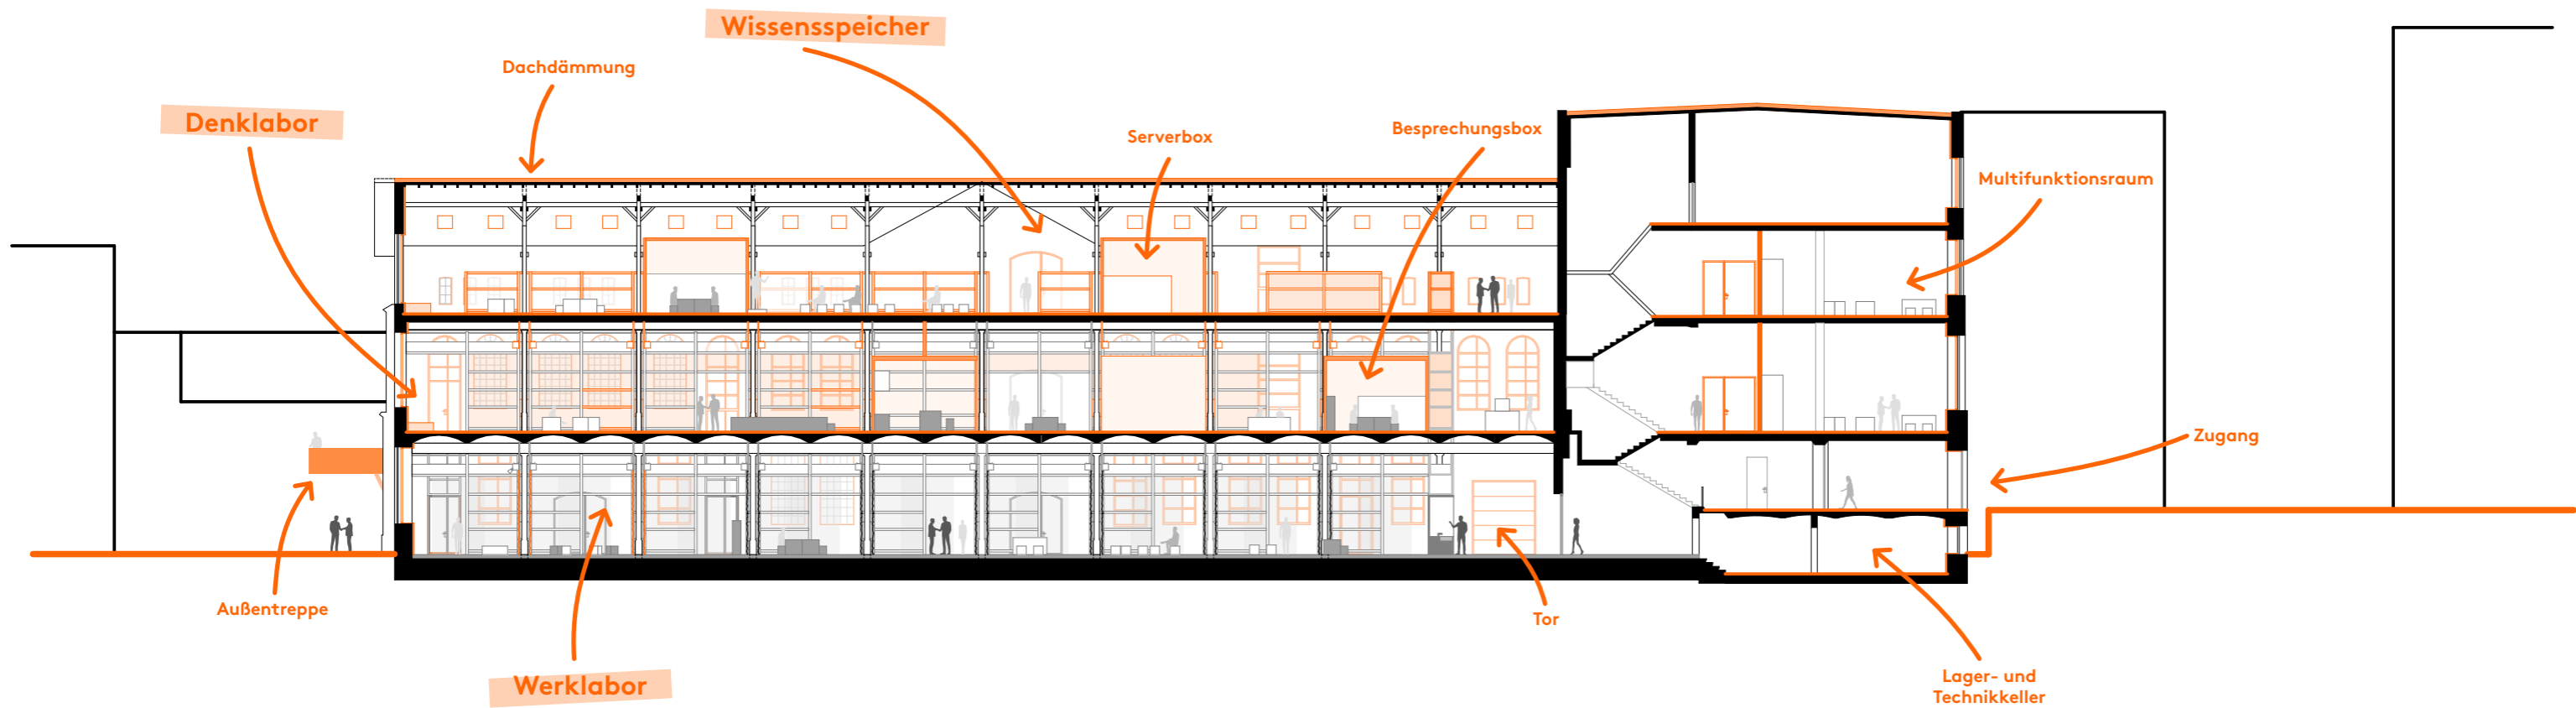 Wissensspeicher
Dachdämmung
Denklabor
Serverbox
Besprechungsbox
Multifunktionsraum
Zugang
Außentreppe
Tor
Werklabor
Lager- und
Technikkeller